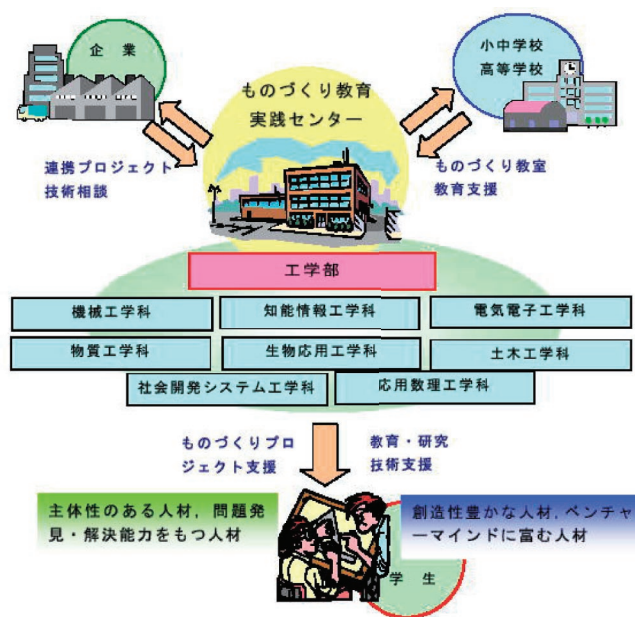 企 業
小中学校
高等学校
ものづくり教育
実践センター
連携プロジェクト
技術相談
ものづくり教室
教育支援
工学部
機械工学科
知能情報工学科
電気電子工学科
物質工学科
生物応用工学科
土木工学科
社会開発システム工学科
応用数理工学科
ものづくりプロ
ジェクト支援
教育・研究
技術支援
主体性のある人材，問題発
見・解決能力をもつ人材
創造性豊かな人材，ベンチャ
ーマインドに富む人材
学 生